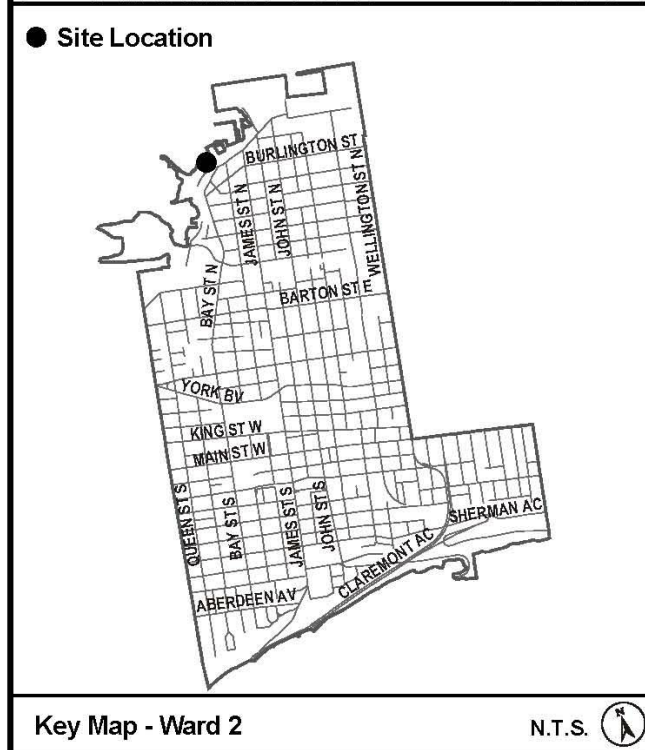 Site Location
BURLINGTON ST
JAMES ST N
JOHN ST N
WELLINGTON ST N
BAY ST N
BARTON ST E
YORK BV
KING ST W
MAIN ST W
QUEEN ST S
BAY ST S
JAMES ST S
JOHN ST S
CLAREMONT AC
SHERMAN AC
ABERDEEN AV
Key Map - Ward 2
N.T.S.
N